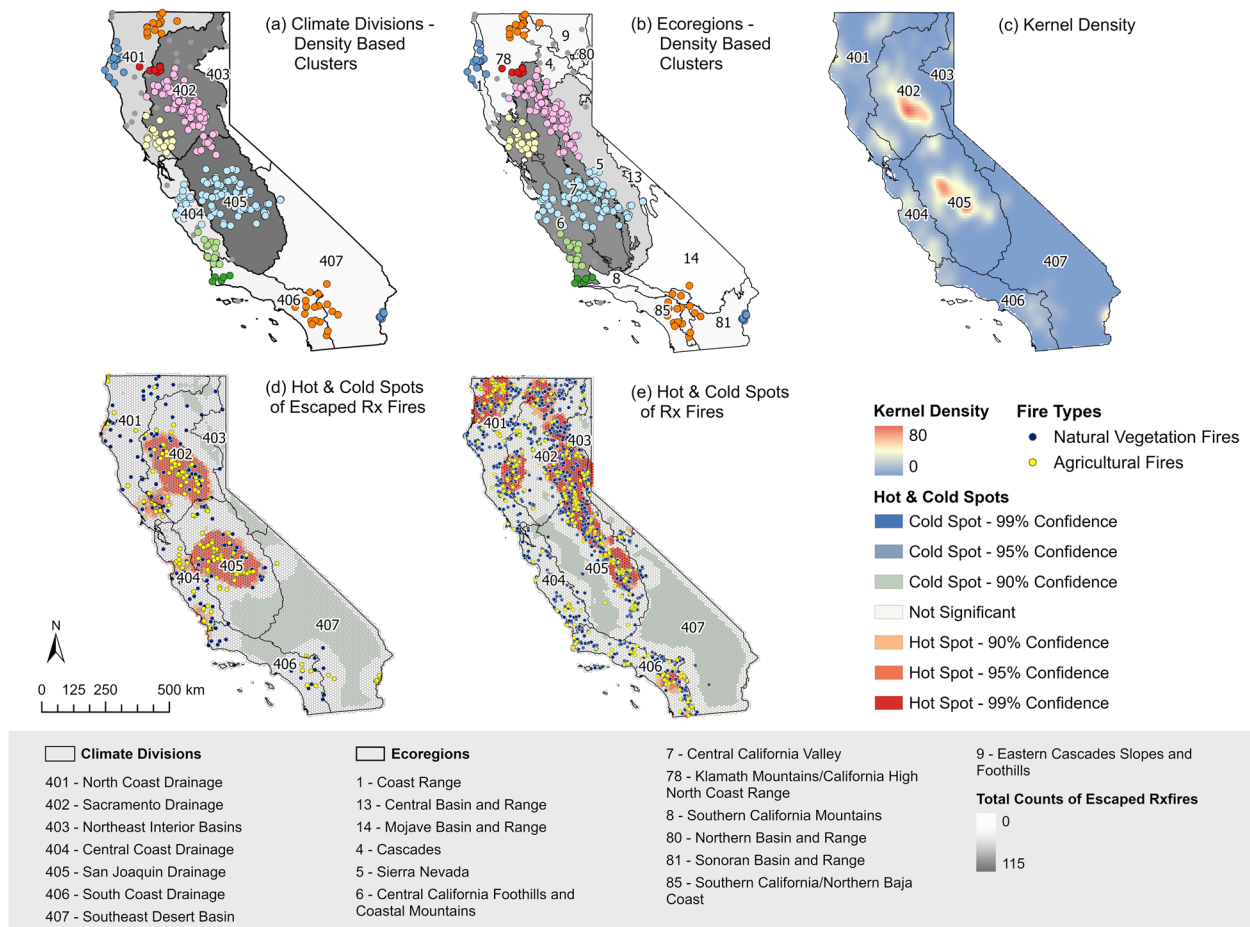 (a) Climate Divisions -
Density Based
Clusters
401
402
403
404
405
406
407
(b) Ecoregions -
Density Based
Clusters
9
80
78
4
1
5
13
7
6
14
8
85
81
(c) Kernel Density
401
402
403
404
405
406
407
(d) Hot & Cold Spots
of Escaped Rx Fires
401
402
403
404
405
406
407
N
0 125 250 500 km
(e) Hot & Cold Spots
of Rx Fires
401
402
403
404
405
406
407
Kernel Density
80
0
Fire Types
Natural Vegetation Fires
Agricultural Fires
Hot & Cold Spots
Cold Spot - 99% Confidence
Cold Spot - 95% Confidence
Cold Spot - 90% Confidence
Not Significant
Hot Spot - 90% Confidence
Hot Spot - 95% Confidence
Hot Spot - 99% Confidence
Climate Divisions
401 - North Coast Drainage
402 - Sacramento Drainage
403 - Northeast Interior Basins
404 - Central Coast Drainage
405 - San Joaquin Drainage
406 - South Coast Drainage
407 - Southeast Desert Basin
Ecoregions
1 - Coast Range
13 - Central Basin and Range
14 - Mojave Basin and Range
4 - Cascades
5 - Sierra Nevada
6 - Central California Foothills and
Coastal Mountains
7 - Central California Valley
78 - Klamath Mountains/California High
North Coast Range
8 - Southern California Mountains
80 - Northern Basin and Range
81 - Sonoran Basin and Range
85 - Southern California/Northern Baja
Coast
9 - Eastern Cascades Slopes and
Foothills
Total Counts of Escaped Rxfires
0
115